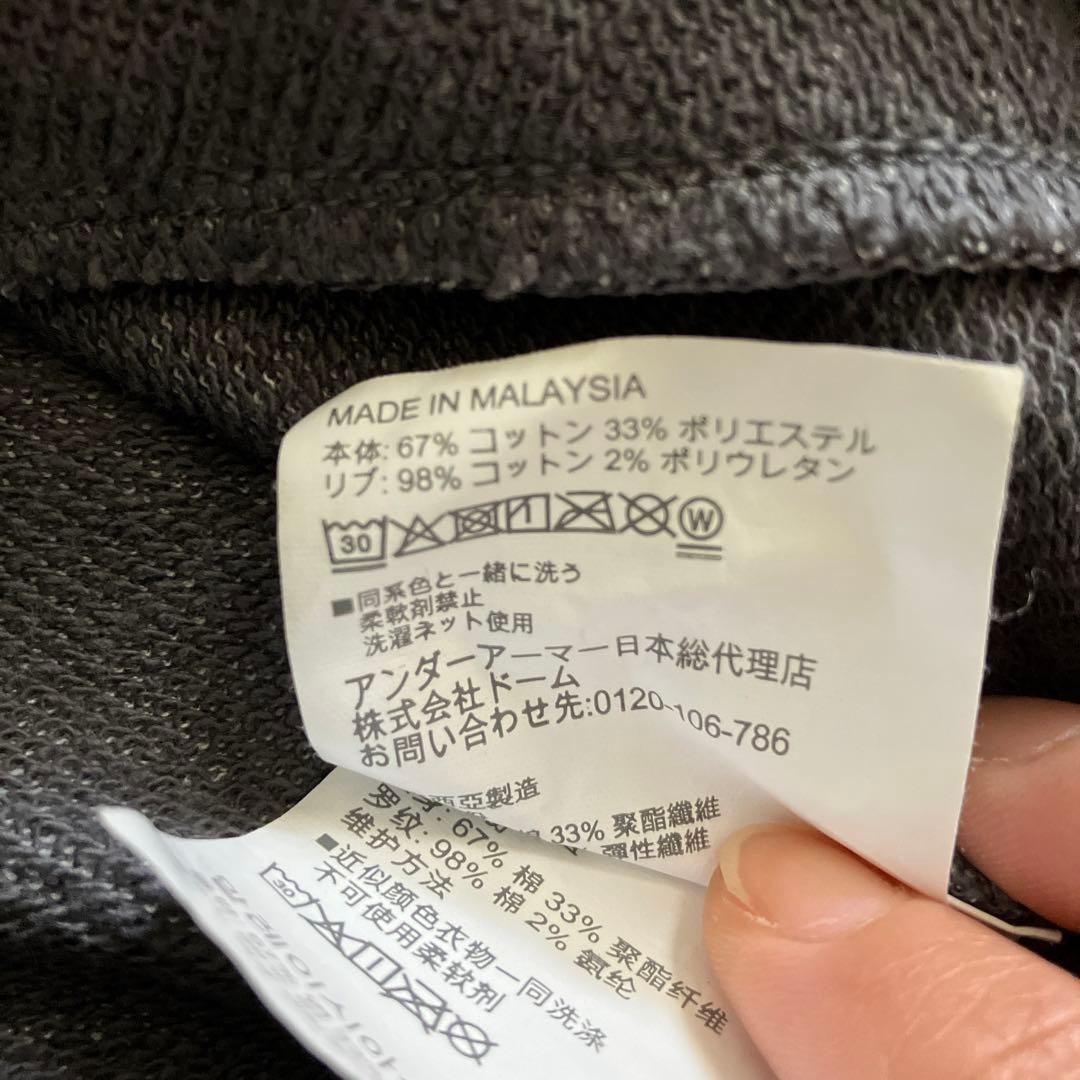 MADE IN MALAYSIA
本体: 67% コットン 33% ポリエステル
リブ: 98% コットン 2% ポリウレタン
30
W
■同系色と一緒に洗う
柔軟剤禁止
洗濯ネット使用
アンダーアーマー日本総代理店
株式会社ドーム
お問い合わせ先:0120-106-786
亞製造
33% 聚酯纖維
彈性纖維
67% 棉 33% 聚酯纤维
罗纹: 98% 棉 2% 氨纶
维护方法
■近似颜色衣物一同洗涤
不可使用柔软剂
30